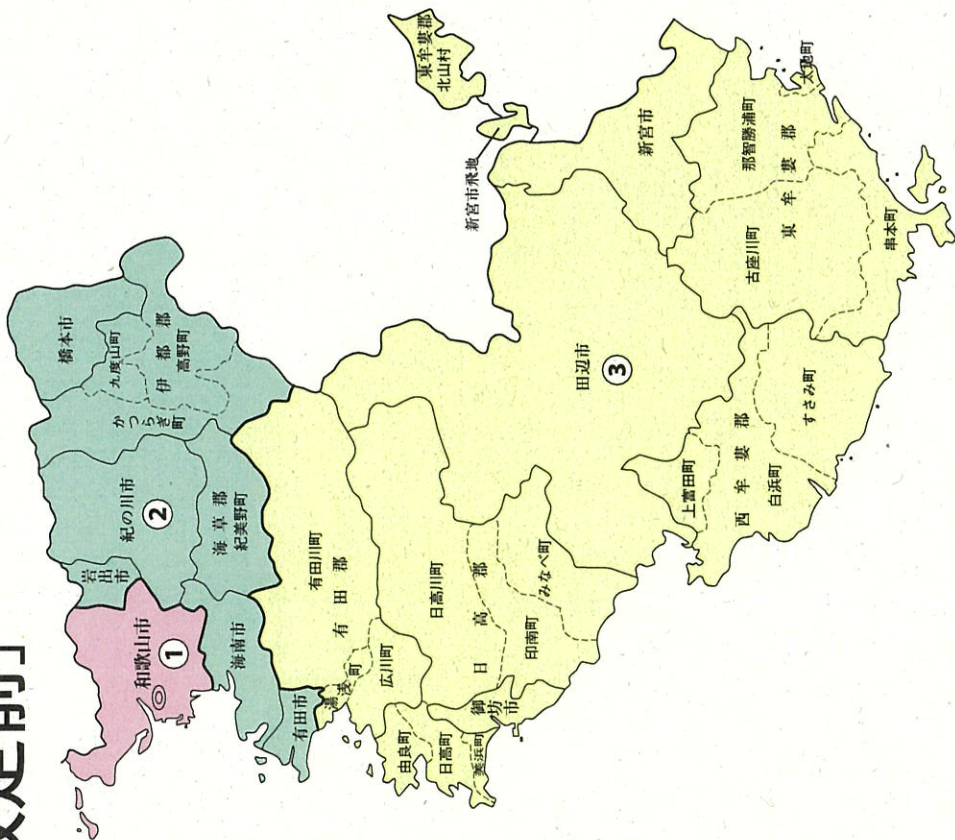 改定前」
東牟婁郡
北山村
新宮市飛地
新宮市
太地町
那智勝浦町
東牟婁郡
古座川町
串本町
橋本市
九度山町
伊都郡
高野町
かつらぎ町
紀の川市
②
海草郡
紀美野町
岩出市
和歌山市
①
海南市
有田市
有田川町
有田郡
湯浅町
広川町
日高川町
日高郡
みなべ町
印南町
御坊市
由良町
日高町
美浜町
田辺市
③
上富田町
西牟婁郡
白浜町
すさみ町